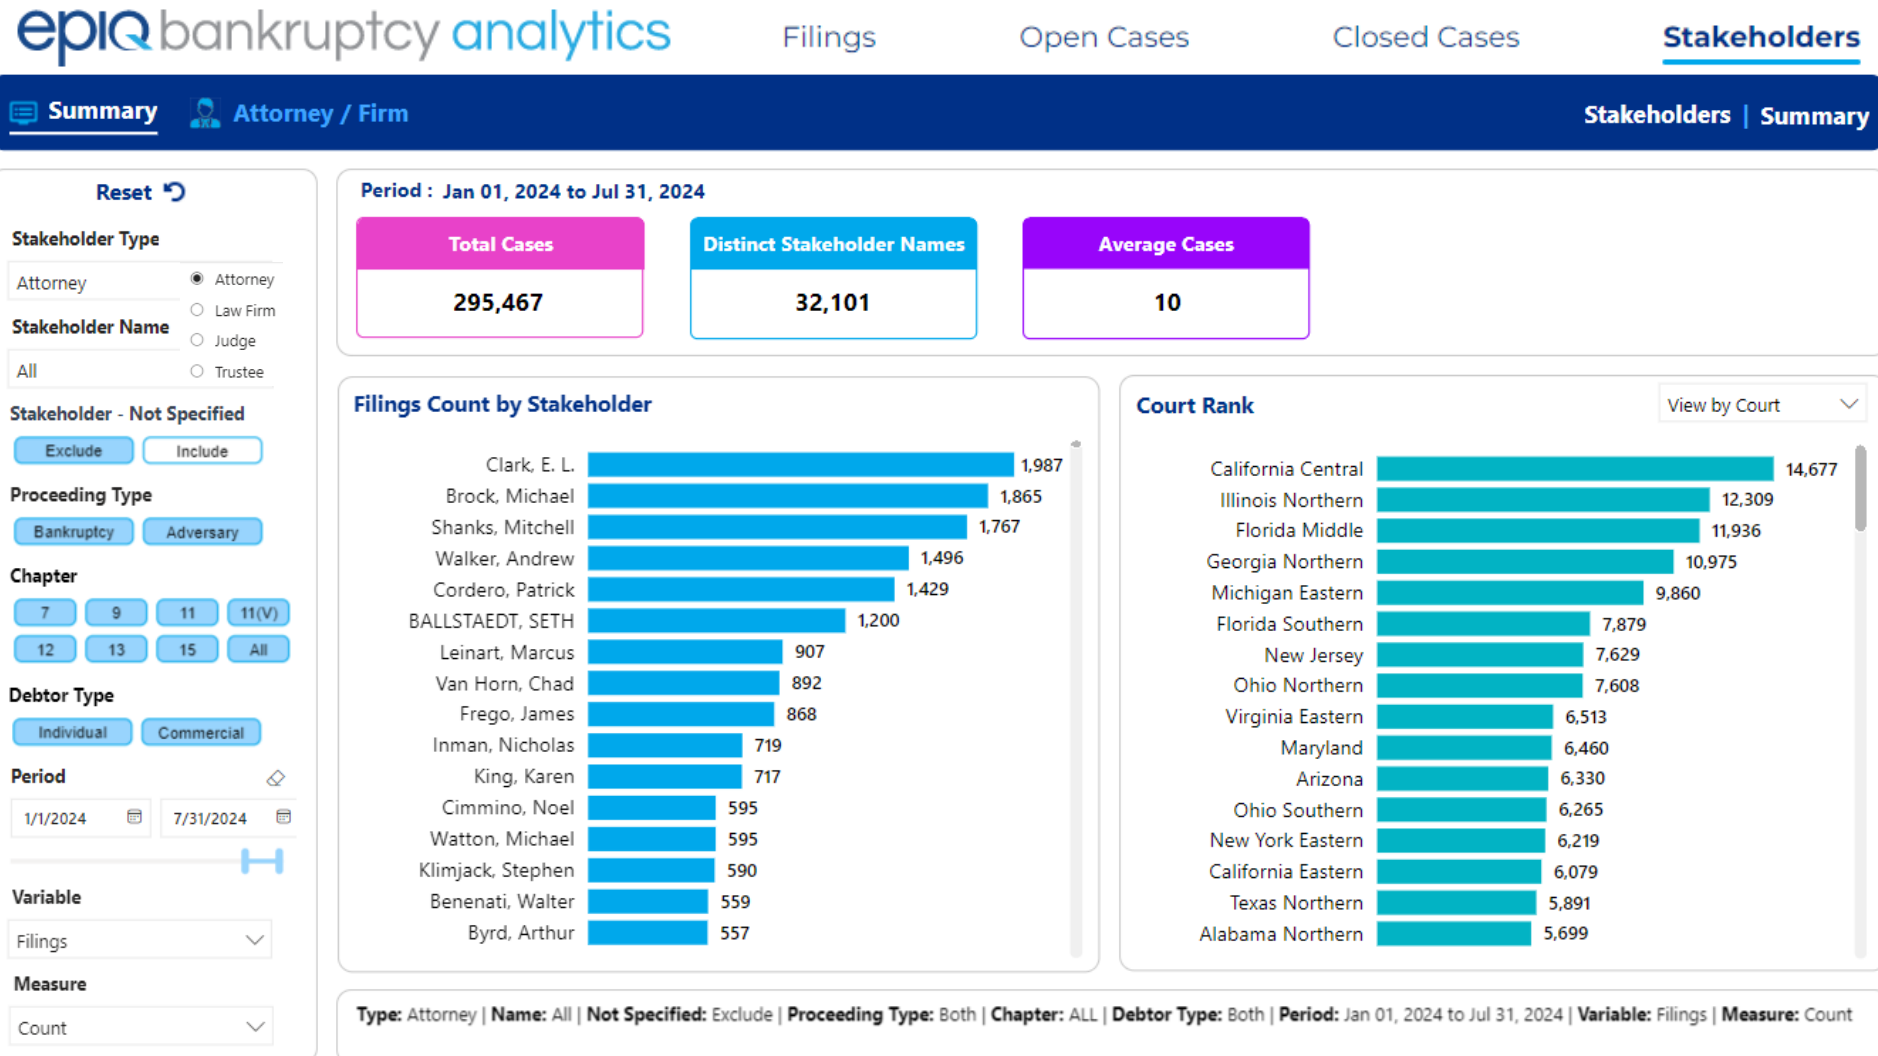 epiq bankruptcy analytics
Filings
Open Cases
Closed Cases
Stakeholders
Summary
Attorney / Firm
Stakeholders | Summary
Reset
Stakeholder Type
Attorney
Attorney
Law Firm
Judge
Trustee
Stakeholder Name
All
Stakeholder - Not Specified
Exclude
Include
Proceeding Type
Bankruptcy
Adversary
Chapter
7 9 11 11(V)
12 13 15 All
Debtor Type
Individual
Commercial
Period
1/1/2024
7/31/2024
Variable
Filings
Measure
Count
Period : Jan 01, 2024 to Jul 31, 2024
Total Cases
295,467
Distinct Stakeholder Names
32,101
Average Cases
10
Filings Count by Stakeholder
Clark, E. L. 1,987
Brock, Michael 1,865
Shanks, Mitchell 1,767
Walker, Andrew 1,496
Cordero, Patrick 1,429
BALLSTAEDT, SETH 1,200
Leinart, Marcus 907
Van Horn, Chad 892
Frego, James 868
Inman, Nicholas 719
King, Karen 717
Cimmino, Noel 595
Watton, Michael 595
Klimjack, Stephen 590
Benenati, Walter 559
Byrd, Arthur 557
Court Rank
View by Court
California Central 14,677
Illinois Northern 12,309
Florida Middle 11,936
Georgia Northern 10,975
Michigan Eastern 9,860
Florida Southern 7,879
New Jersey 7,629
Ohio Northern 7,608
Virginia Eastern 6,513
Maryland 6,460
Arizona 6,330
Ohio Southern 6,265
New York Eastern 6,219
California Eastern 6,079
Texas Northern 5,891
Alabama Northern 5,699
Type: Attorney | Name: All | Not Specified: Exclude | Proceeding Type: Both | Chapter: ALL | Debtor Type: Both | Period: Jan 01, 2024 to Jul 31, 2024 | Variable: Filings | Measure: Count